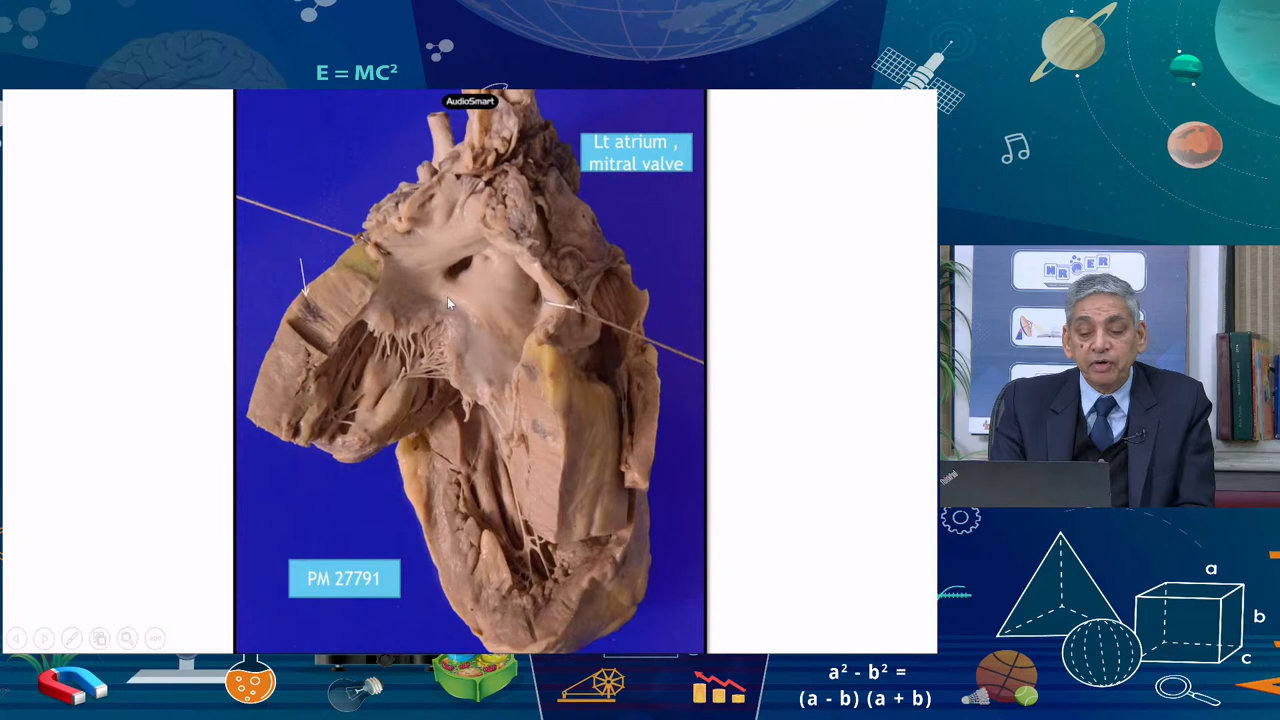 E = MC²
AudioSmart
Lt atrium ,
mitral valve
PM 27791
a
b
c
a² - b² =
(a - b) (a + b)